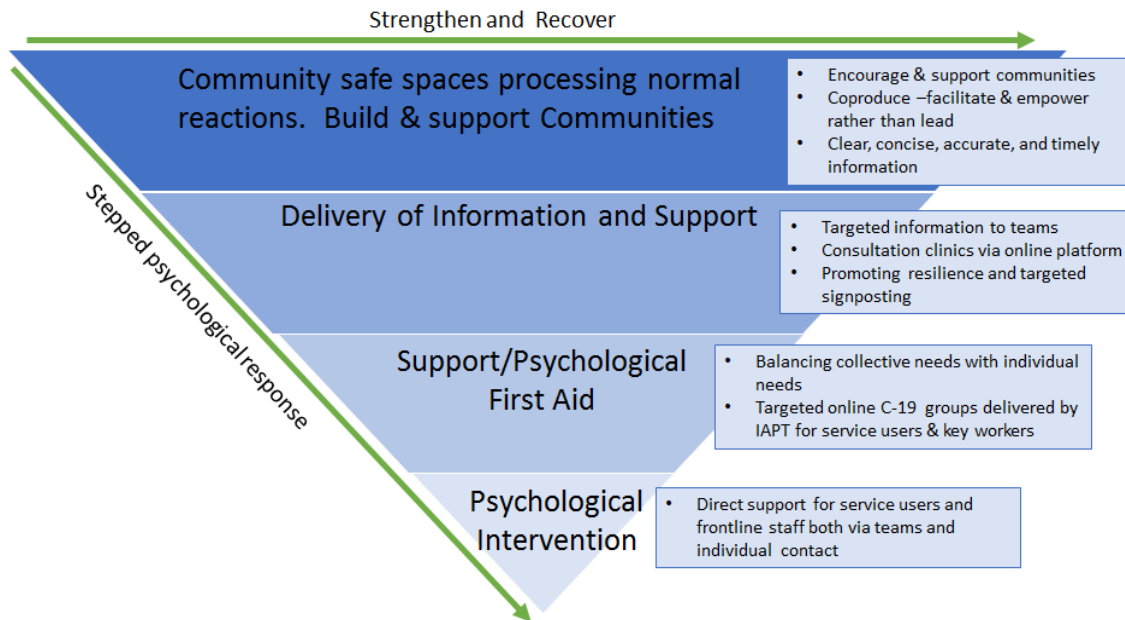 Strengthen and Recover
Community safe spaces processing normal
reactions. Build & support Communities
• Encourage & support communities
• Coproduce –facilitate & empower
rather than lead
• Clear, concise, accurate, and timely
information
Stepped psychological response
Delivery of Information and Support
• Targeted information to teams
• Consultation clinics via online platform
• Promoting resilience and targeted
signposting
Support/Psychological
First Aid
• Balancing collective needs with individual
needs
• Targeted online C-19 groups delivered by
IAPT for service users & key workers
Psychological
Intervention
• Direct support for service users and
frontline staff both via teams and
individual contact